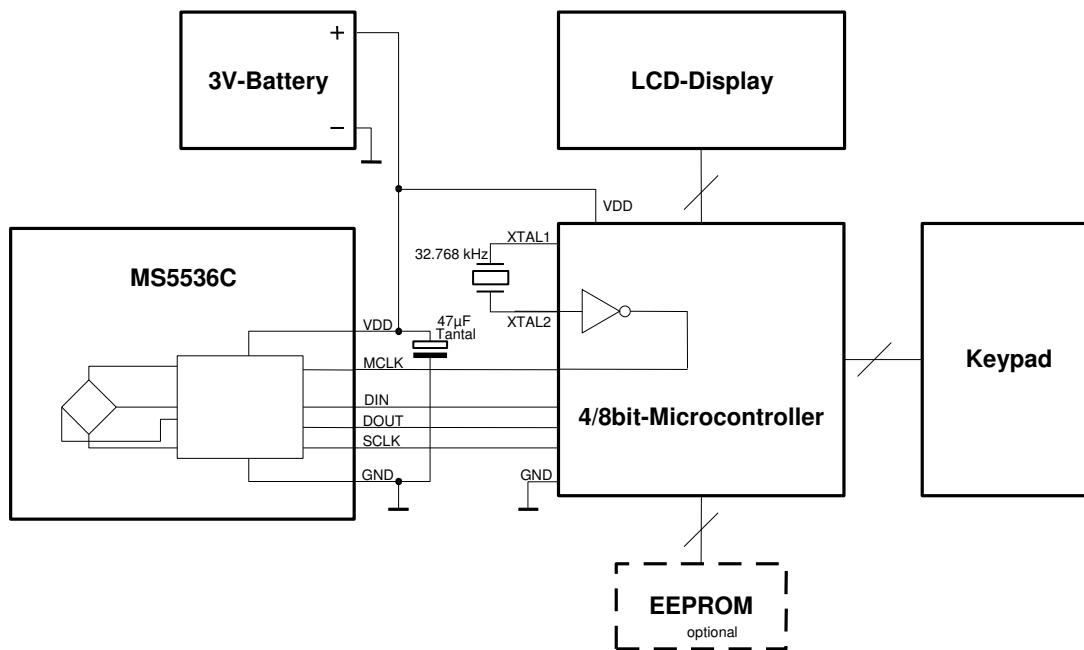 +
3V-Battery
−
LCD-Display
VDD
MS5536C
XTAL1
32.768 kHz
XTAL2
VDD
47µF
Tantal
MCLK
DIN
DOUT
SCLK
GND
GND
4/8bit-Microcontroller
Keypad
EEPROM
optional